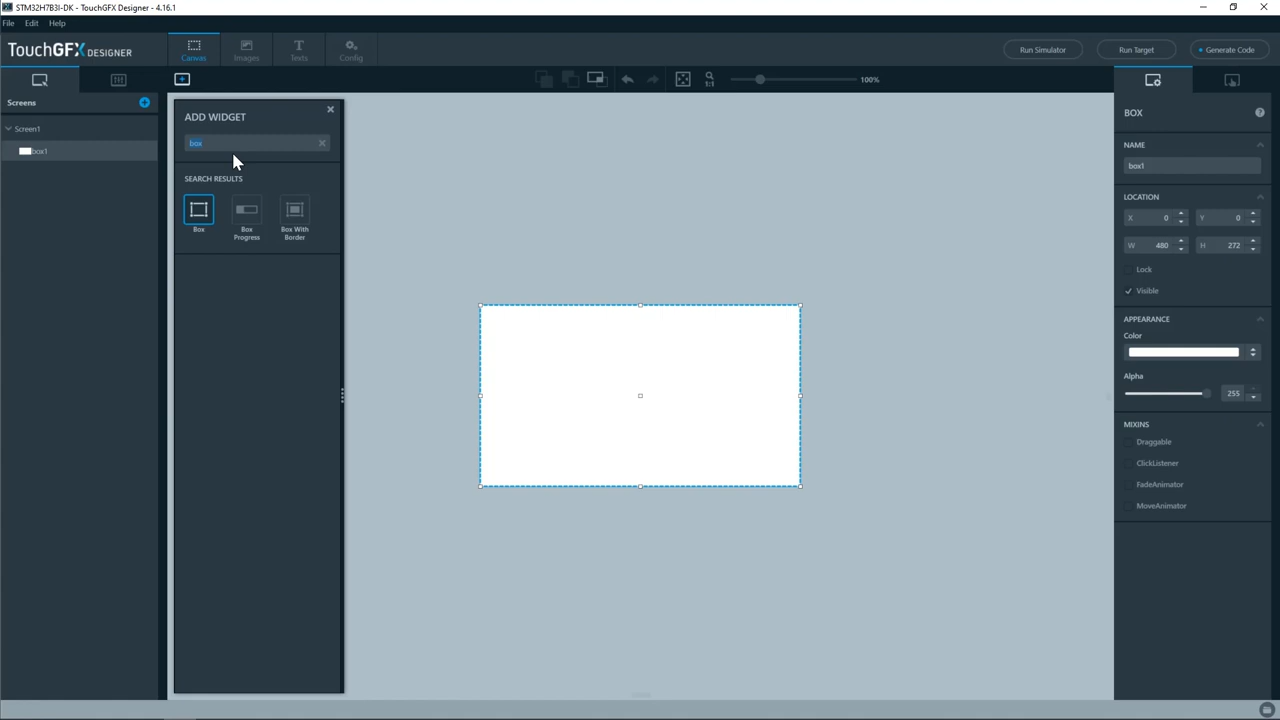 STM32H7B3I-DK - TouchGFX Designer - 4.16.1
File Edit Help
TouchGFX DESIGNER
Canvas Images Texts Config
Run Simulator Run Target Generate Code
1:1 100%
Screens
Screen1
box1
ADD WIDGET
box
SEARCH RESULTS
Box
Box Progress
Box With Border
BOX
NAME
box1
LOCATION
X 0 Y 0
W 480 H 272
Lock
Visible
APPEARANCE
Color
Alpha
255
MIXINS
Draggable
ClickListener
FadeAnimator
MoveAnimator